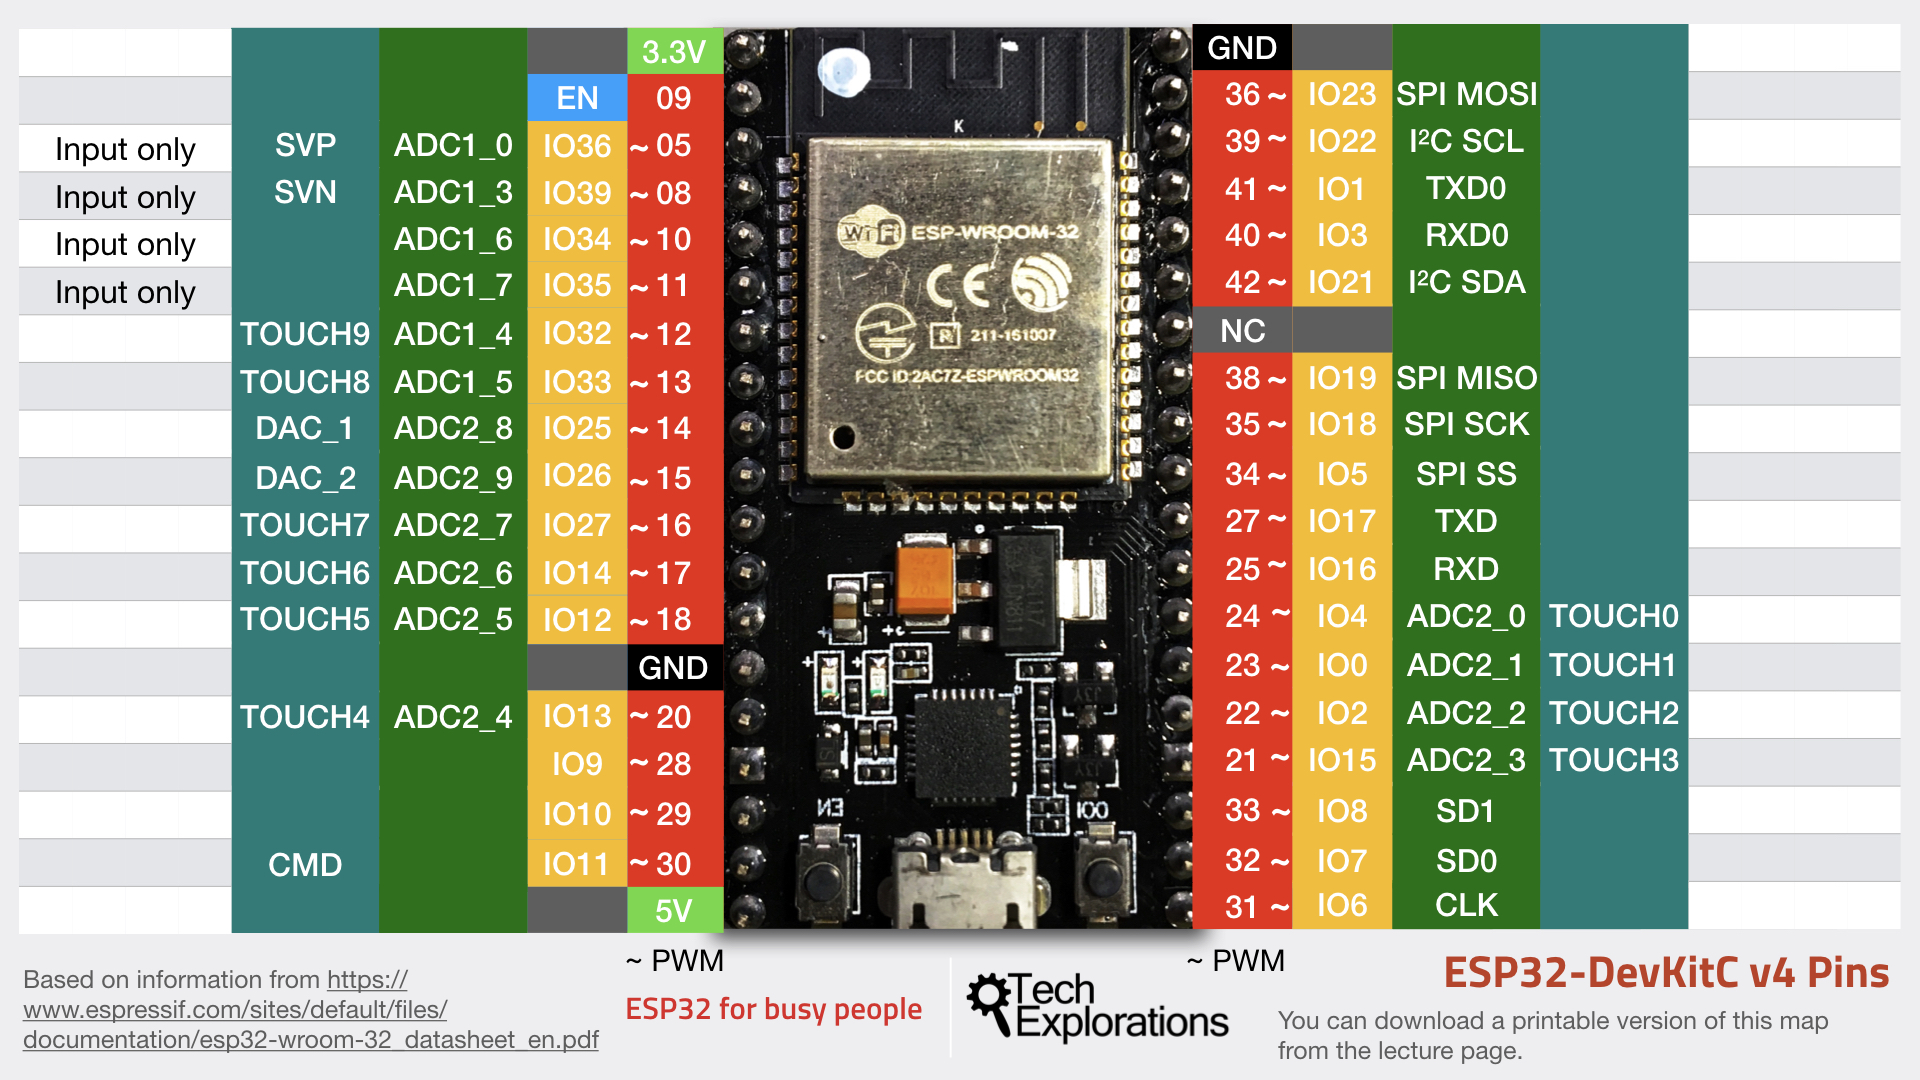 3.3V
EN 09
Input only SVP ADC1_0 IO36 ~ 05
Input only SVN ADC1_3 IO39 ~ 08
Input only ADC1_6 IO34 ~ 10
Input only ADC1_7 IO35 ~ 11
TOUCH9 ADC1_4 IO32 ~ 12
TOUCH8 ADC1_5 IO33 ~ 13
DAC_1 ADC2_8 IO25 ~ 14
DAC_2 ADC2_9 IO26 ~ 15
TOUCH7 ADC2_7 IO27 ~ 16
TOUCH6 ADC2_6 IO14 ~ 17
TOUCH5 ADC2_5 IO12 ~ 18
GND
TOUCH4 ADC2_4 IO13 ~ 20
IO9 ~ 28
IO10 ~ 29
CMD IO11 ~ 30
5V
~ PWM
K
WiFi ESP-WROOM-32
CE
R 211-161007
FCC ID:2AC7Z-ESPWROOM32
EN
IO0
GND
36 ~ IO23 SPI MOSI
39 ~ IO22 I²C SCL
41 ~ IO1 TXD0
40 ~ IO3 RXD0
42 ~ IO21 I²C SDA
NC
38 ~ IO19 SPI MISO
35 ~ IO18 SPI SCK
34 ~ IO5 SPI SS
27 ~ IO17 TXD
25 ~ IO16 RXD
24 ~ IO4 ADC2_0 TOUCH0
23 ~ IO0 ADC2_1 TOUCH1
22 ~ IO2 ADC2_2 TOUCH2
21 ~ IO15 ADC2_3 TOUCH3
33 ~ IO8 SD1
32 ~ IO7 SD0
31 ~ IO6 CLK
~ PWM
Based on information from https://
www.espressif.com/sites/default/files/
documentation/esp32-wroom-32_datasheet_en.pdf
ESP32 for busy people
Tech
Explorations
ESP32-DevKitC v4 Pins
You can download a printable version of this map
from the lecture page.